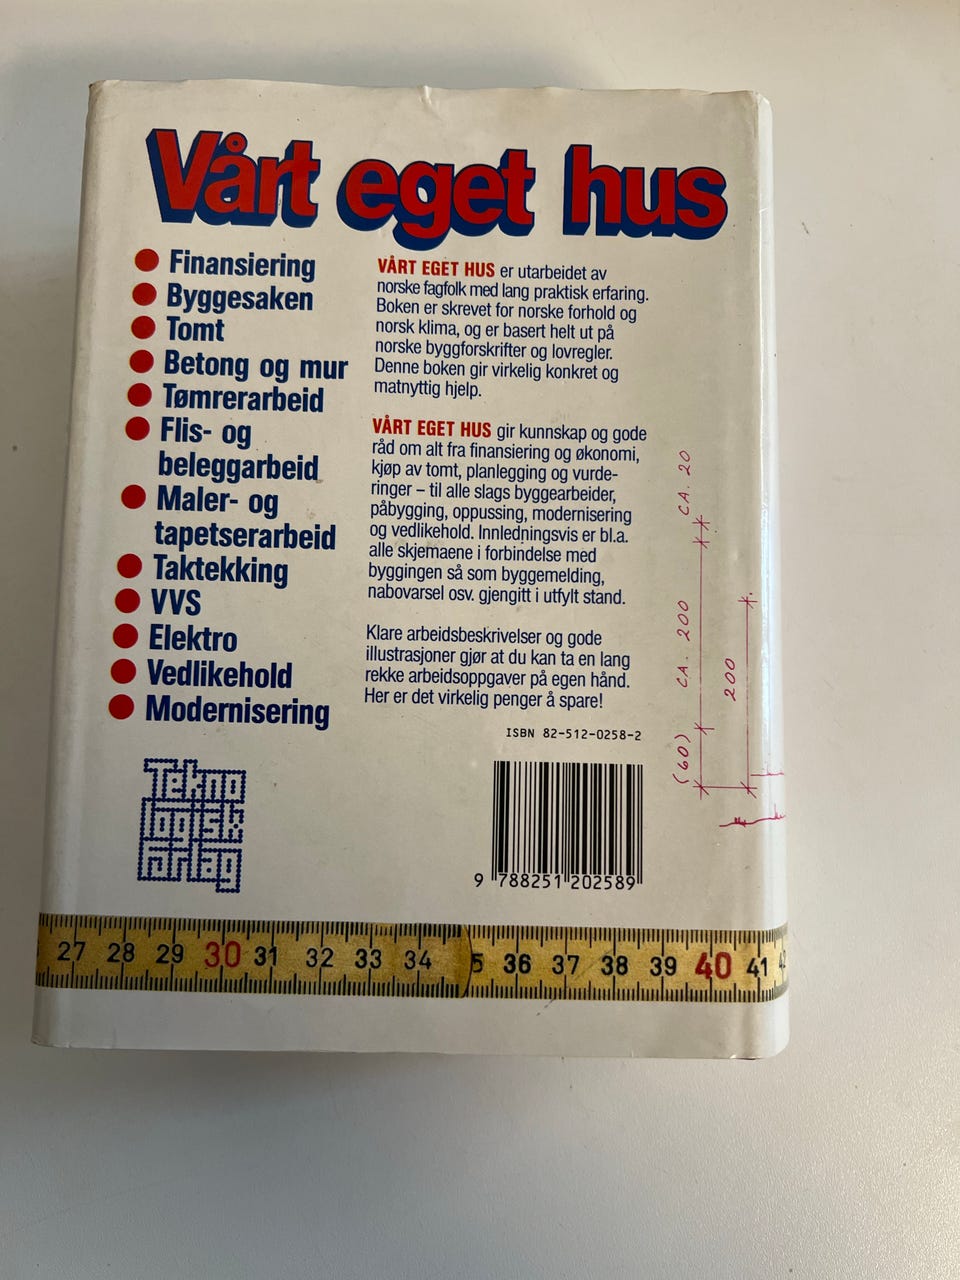 Vårt eget hus
Finansiering
Byggesaken
Tomt
Betong og mur
Tømrerarbeid
Flis- og
beleggarbeid
Maler- og
tapetserarbeid
Taktekking
VVS
Elektro
Vedlikehold
Modernisering
VÅRT EGET HUS er utarbeidet av
norske fagfolk med lang praktisk erfaring.
Boken er skrevet for norske forhold og
norsk klima, og er basert helt ut på
norske byggforskrifter og lovregler.
Denne boken gir virkelig konkret og
matnyttig hjelp.
VÅRT EGET HUS gir kunnskap og gode
råd om alt fra finansiering og økonomi,
kjøp av tomt, planlegging og vurde-
ringer – til alle slags byggearbeider,
påbygging, oppussing, modernisering
og vedlikehold. Innledningsvis er bl.a.
alle skjemaene i forbindelse med
byggingen så som byggemelding,
nabovarsel osv. gjengitt i utfylt stand.
Klare arbeidsbeskrivelser og gode
illustrasjoner gjør at du kan ta en lang
rekke arbeidsoppgaver på egen hånd.
Her er det virkelig penger å spare!
CA. 20
CA. 200
200
(60)
ISBN 82-512-0258-2
9 788251 202589
Tekno
logisk
forlag
27 28 29 30 31 32 33 34 5 36 37 38 39 40 41 42